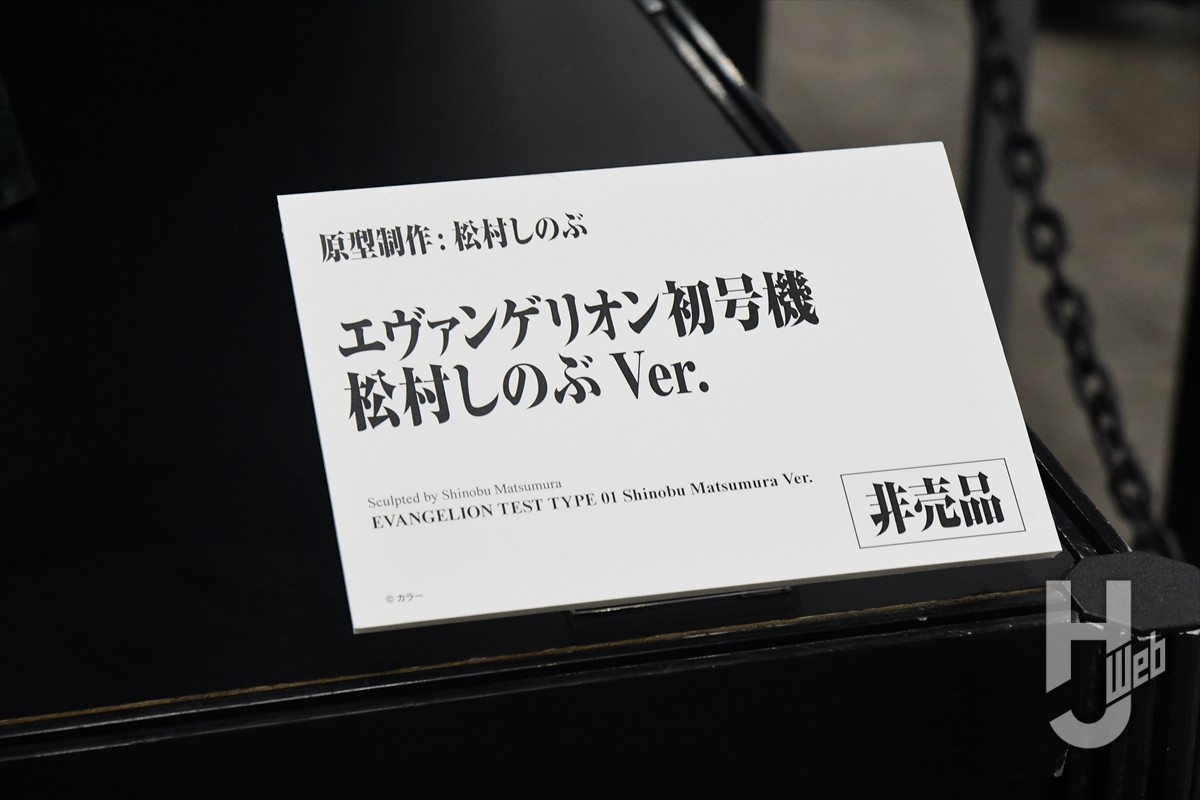 原型制作：松村しのぶ
エヴァンゲリオン初号機
松村しのぶ Ver.
Sculpted by Shinobu Matsumura
EVANGELION TEST TYPE 01 Shinobu Matsumura Ver.
非売品
© カラー
HJ Web